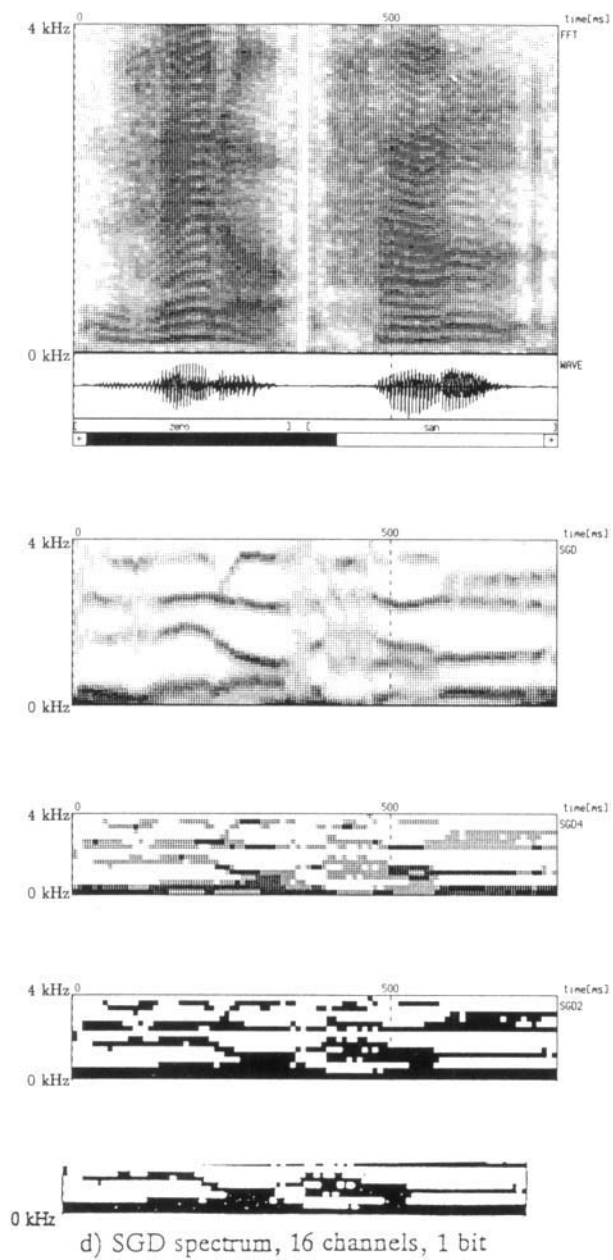 0 500 time[ms]
4 kHz FFT
0 kHz
WAVE
[ zero ] [ san ]
0 500 time[ms]
4 kHz SGD
0 kHz
0 500 time[ms]
4 kHz SGD4
0 kHz
0 500 time[ms]
4 kHz SGD2
0 kHz
0 kHz
d) SGD spectrum, 16 channels, 1 bit